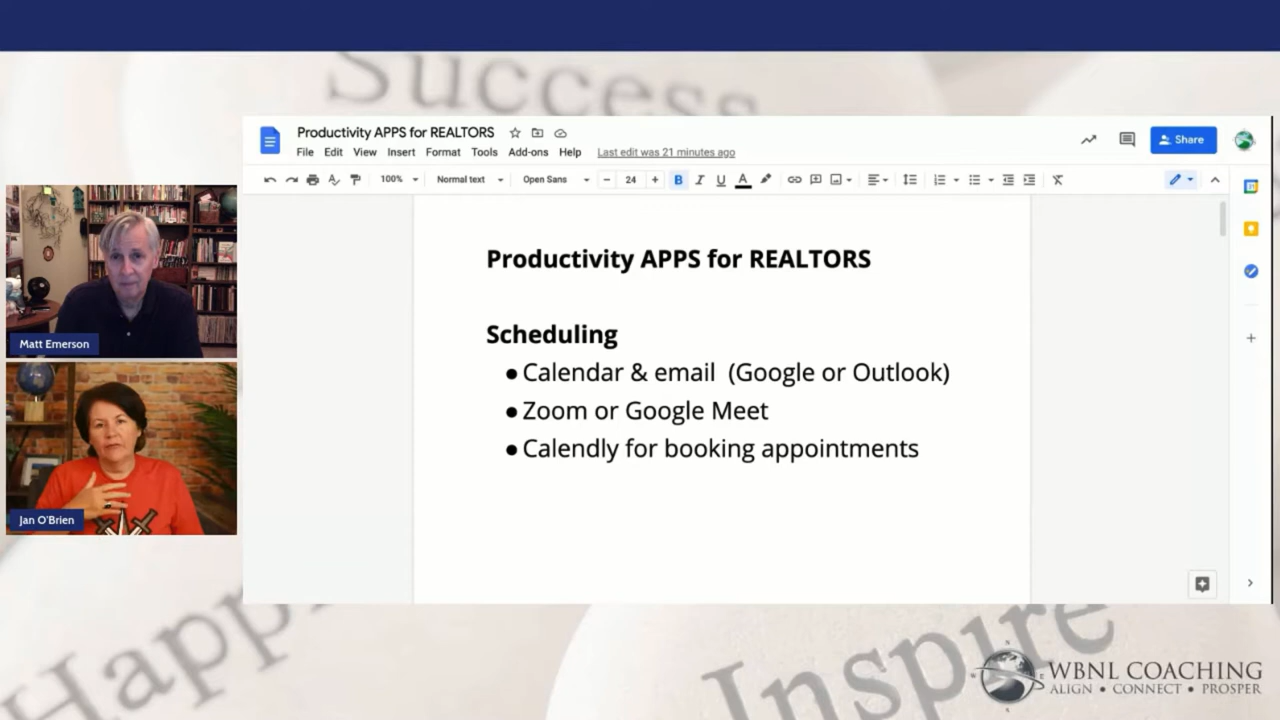 Success
Productivity APPS for REALTORS
File Edit View Insert Format Tools Add-ons Help Last edit was 21 minutes ago
Share
100% Normal text Open Sans 24 B I U A
Productivity APPS for REALTORS
Scheduling
● Calendar & email (Google or Outlook)
● Zoom or Google Meet
● Calendly for booking appointments
Matt Emerson
Jan O'Brien
Happi
Inspire
WBNL COACHING
ALIGN • CONNECT • PROSPER